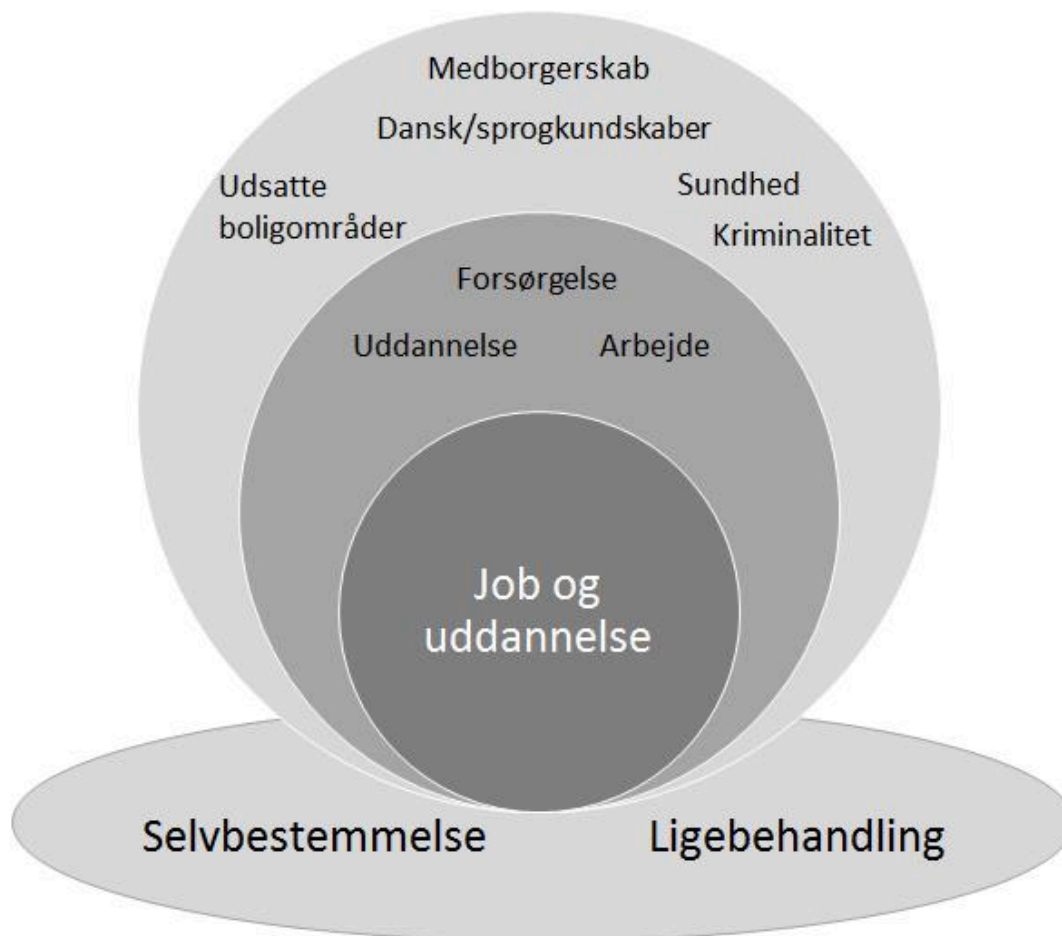 Medborgerskab
Dansk/sprogkundskaber
Udsatte
boligområder
Sundhed
Kriminalitet
Forsørgelse
Uddannelse
Arbejde
Job og
uddannelse
Selvbestemmelse
Ligebehandling